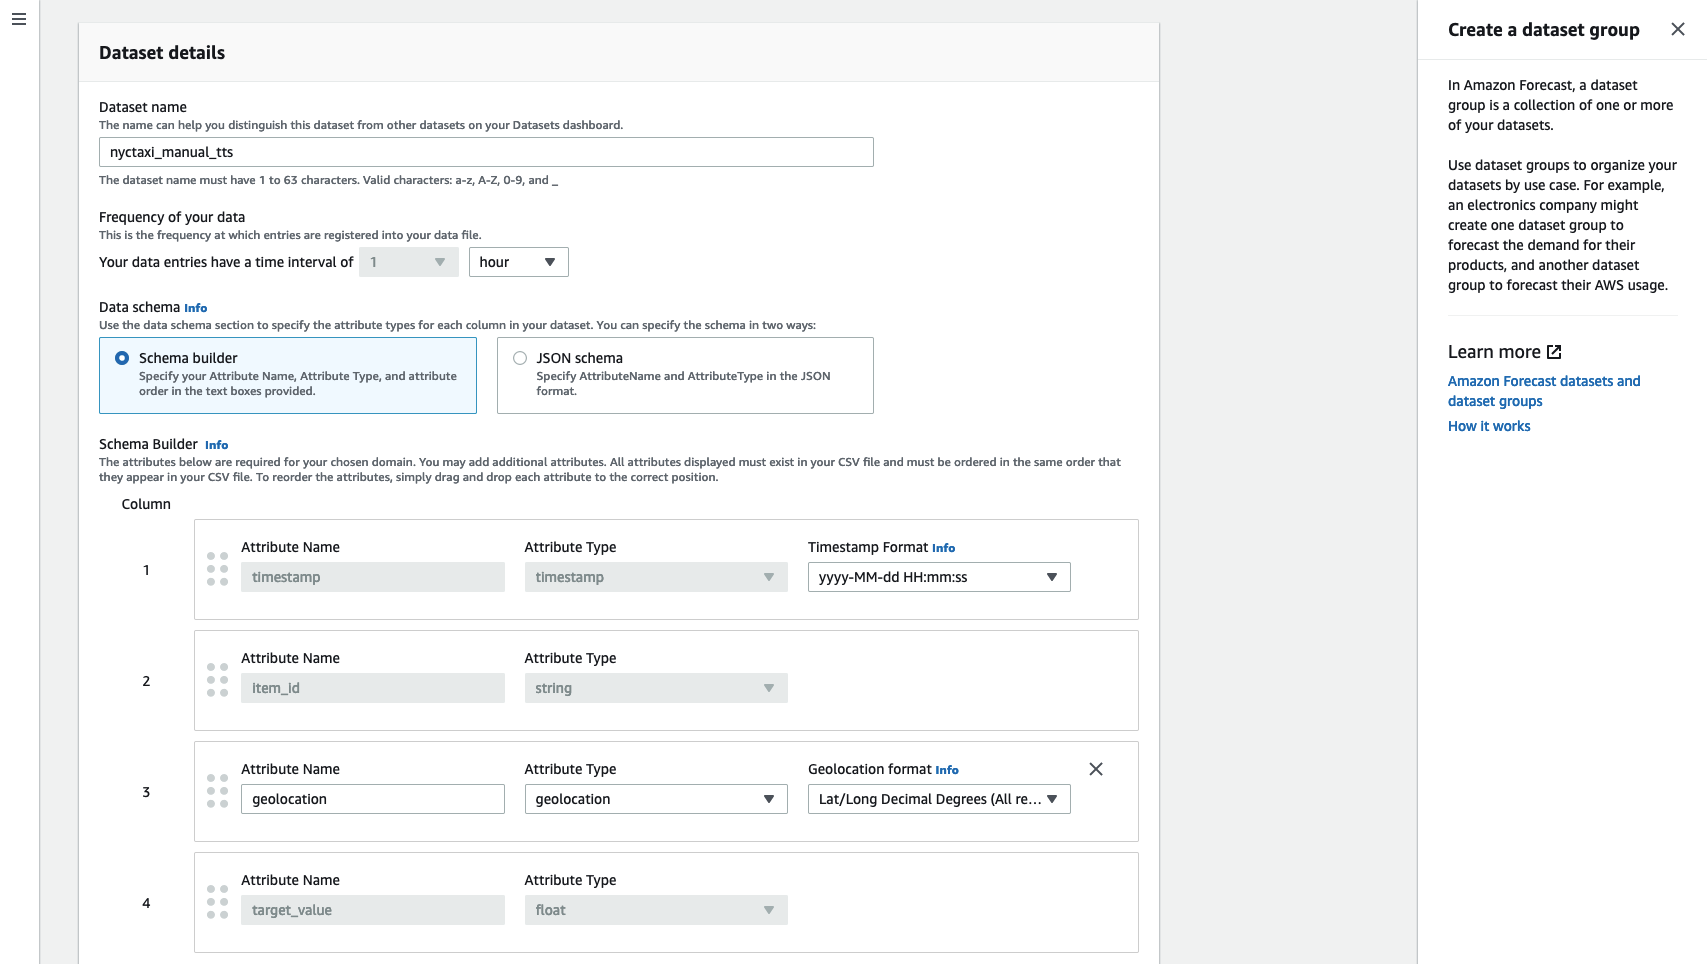 Dataset details
Dataset name
The name can help you distinguish this dataset from other datasets on your Datasets dashboard.
nyctaxi_manual_tts
The dataset name must have 1 to 63 characters. Valid characters: a-z, A-Z, 0-9, and _
Frequency of your data
This is the frequency at which entries are registered into your data file.
Your data entries have a time interval of 1 hour
Data schema Info
Use the data schema section to specify the attribute types for each column in your dataset. You can specify the schema in two ways:
Schema builder
Specify your Attribute Name, Attribute Type, and attribute
order in the text boxes provided.
JSON schema
Specify AttributeName and AttributeType in the JSON
format.
Schema Builder Info
The attributes below are required for your chosen domain. You may add additional attributes. All attributes displayed must exist in your CSV file and must be ordered in the same order that
they appear in your CSV file. To reorder the attributes, simply drag and drop each attribute to the correct position.
Column
Attribute Name Attribute Type Timestamp Format Info
1 timestamp timestamp yyyy-MM-dd HH:mm:ss
Attribute Name Attribute Type
2 item_id string
Attribute Name Attribute Type Geolocation format Info
3 geolocation geolocation Lat/Long Decimal Degrees (All re...
Attribute Name Attribute Type
4 target_value float
Create a dataset group
In Amazon Forecast, a dataset
group is a collection of one or more
of your datasets.
Use dataset groups to organize your
datasets by use case. For example,
an electronics company might
create one dataset group to
forecast the demand for their
products, and another dataset
group to forecast their AWS usage.
Learn more
Amazon Forecast datasets and
dataset groups
How it works